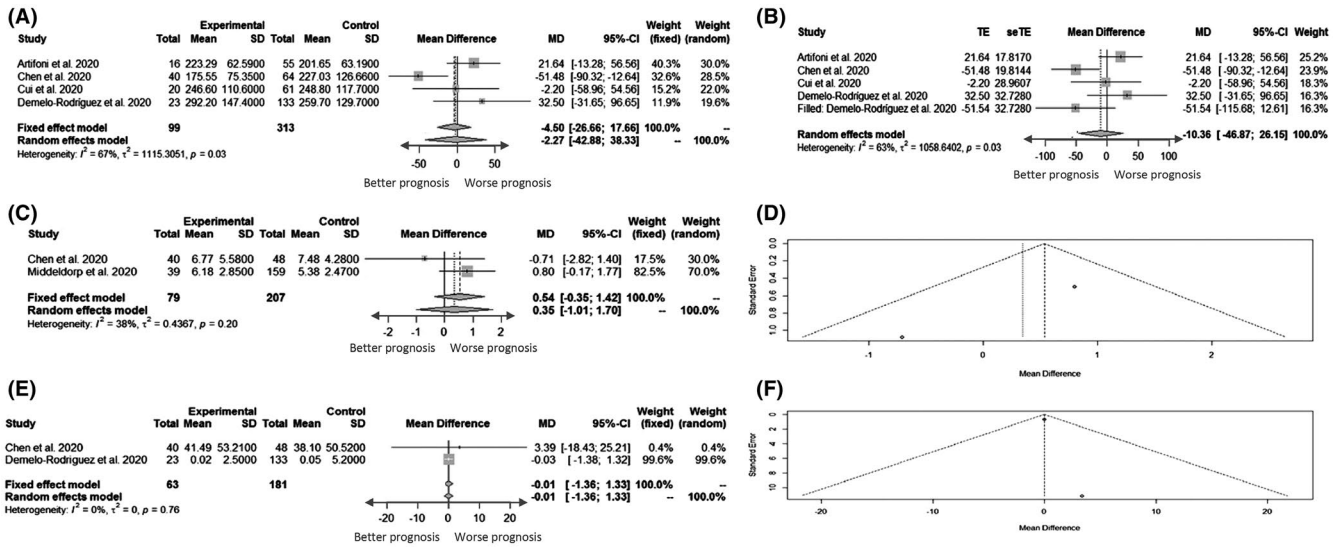 (A)
Experimental Control Weight Weight
Study Total Mean SD Total Mean SD Mean Difference MD 95%-CI (fixed) (random)
Artifoni et al. 2020 16 223.29 62.5900 55 201.65 63.1900 21.64 [-13.28; 56.56] 40.3% 30.0%
Chen et al. 2020 40 175.55 75.3500 64 227.03 126.6600 -51.48 [-90.32; -12.64] 32.6% 28.5%
Cui et al. 2020 20 246.60 110.6000 61 248.80 117.7000 -2.20 [-58.96; 54.56] 15.2% 22.0%
Demelo-Rodríguez et al. 2020 23 292.20 147.4000 133 259.70 129.7000 32.50 [-31.65; 96.65] 11.9% 19.6%
Fixed effect model 99 313 -4.50 [-26.66; 17.66] 100.0% --
Random effects model -2.27 [-42.88; 38.33] -- 100.0%
Heterogeneity: I² = 67%, τ² = 1115.3051, p = 0.03
-50 0 50
Better prognosis Worse prognosis
(B)
Study TE seTE Mean Difference MD 95%-CI Weight
Artifoni et al. 2020 21.64 17.8170 21.64 [-13.28; 56.56] 25.2%
Chen et al. 2020 -51.48 19.8144 -51.48 [-90.32; -12.64] 23.9%
Cui et al. 2020 -2.20 28.9607 -2.20 [-58.96; 54.56] 18.3%
Demelo-Rodríguez et al. 2020 32.50 32.7280 32.50 [-31.65; 96.65] 16.3%
Filled: Demelo-Rodríguez et al. 2020 -51.54 32.7280 -51.54 [-115.68; 12.61] 16.3%
Random effects model -10.36 [-46.87; 26.15] 100.0%
Heterogeneity: I² = 63%, τ² = 1058.6402, p = 0.03
-100 -50 0 50 100
Better prognosis Worse prognosis
(C)
Experimental Control Weight Weight
Study Total Mean SD Total Mean SD Mean Difference MD 95%-CI (fixed) (random)
Chen et al. 2020 40 6.77 5.5800 48 7.48 4.2800 -0.71 [-2.82; 1.40] 17.5% 30.0%
Middeldorp et al. 2020 39 6.18 2.8500 159 5.38 2.4700 0.80 [-0.17; 1.77] 82.5% 70.0%
Fixed effect model 79 207 0.54 [-0.35; 1.42] 100.0% --
Random effects model 0.35 [-1.01; 1.70] -- 100.0%
Heterogeneity: I² = 38%, τ² = 0.4367, p = 0.20
-2 -1 0 1 2
Better prognosis Worse prognosis
(D)
Standard Error
0.0
0.2
0.4
0.6
0.8
1.0
-1 0 1 2
Mean Difference
(E)
Experimental Control Weight Weight
Study Total Mean SD Total Mean SD Mean Difference MD 95%-CI (fixed) (random)
Chen et al. 2020 40 41.49 53.2100 48 38.10 50.5200 3.39 [-18.43; 25.21] 0.4% 0.4%
Demelo-Rodriguez et al. 2020 23 0.02 2.5000 133 0.05 5.2000 -0.03 [-1.38; 1.32] 99.6% 99.6%
Fixed effect model 63 181 -0.01 [-1.36; 1.33] 100.0% --
Random effects model -0.01 [-1.36; 1.33] -- 100.0%
Heterogeneity: I² = 0%, τ² = 0, p = 0.76
-20 -10 0 10 20
Better prognosis Worse prognosis
(F)
Standard Error
0
2
4
6
8
10
-20 -10 0 10 20
Mean Difference